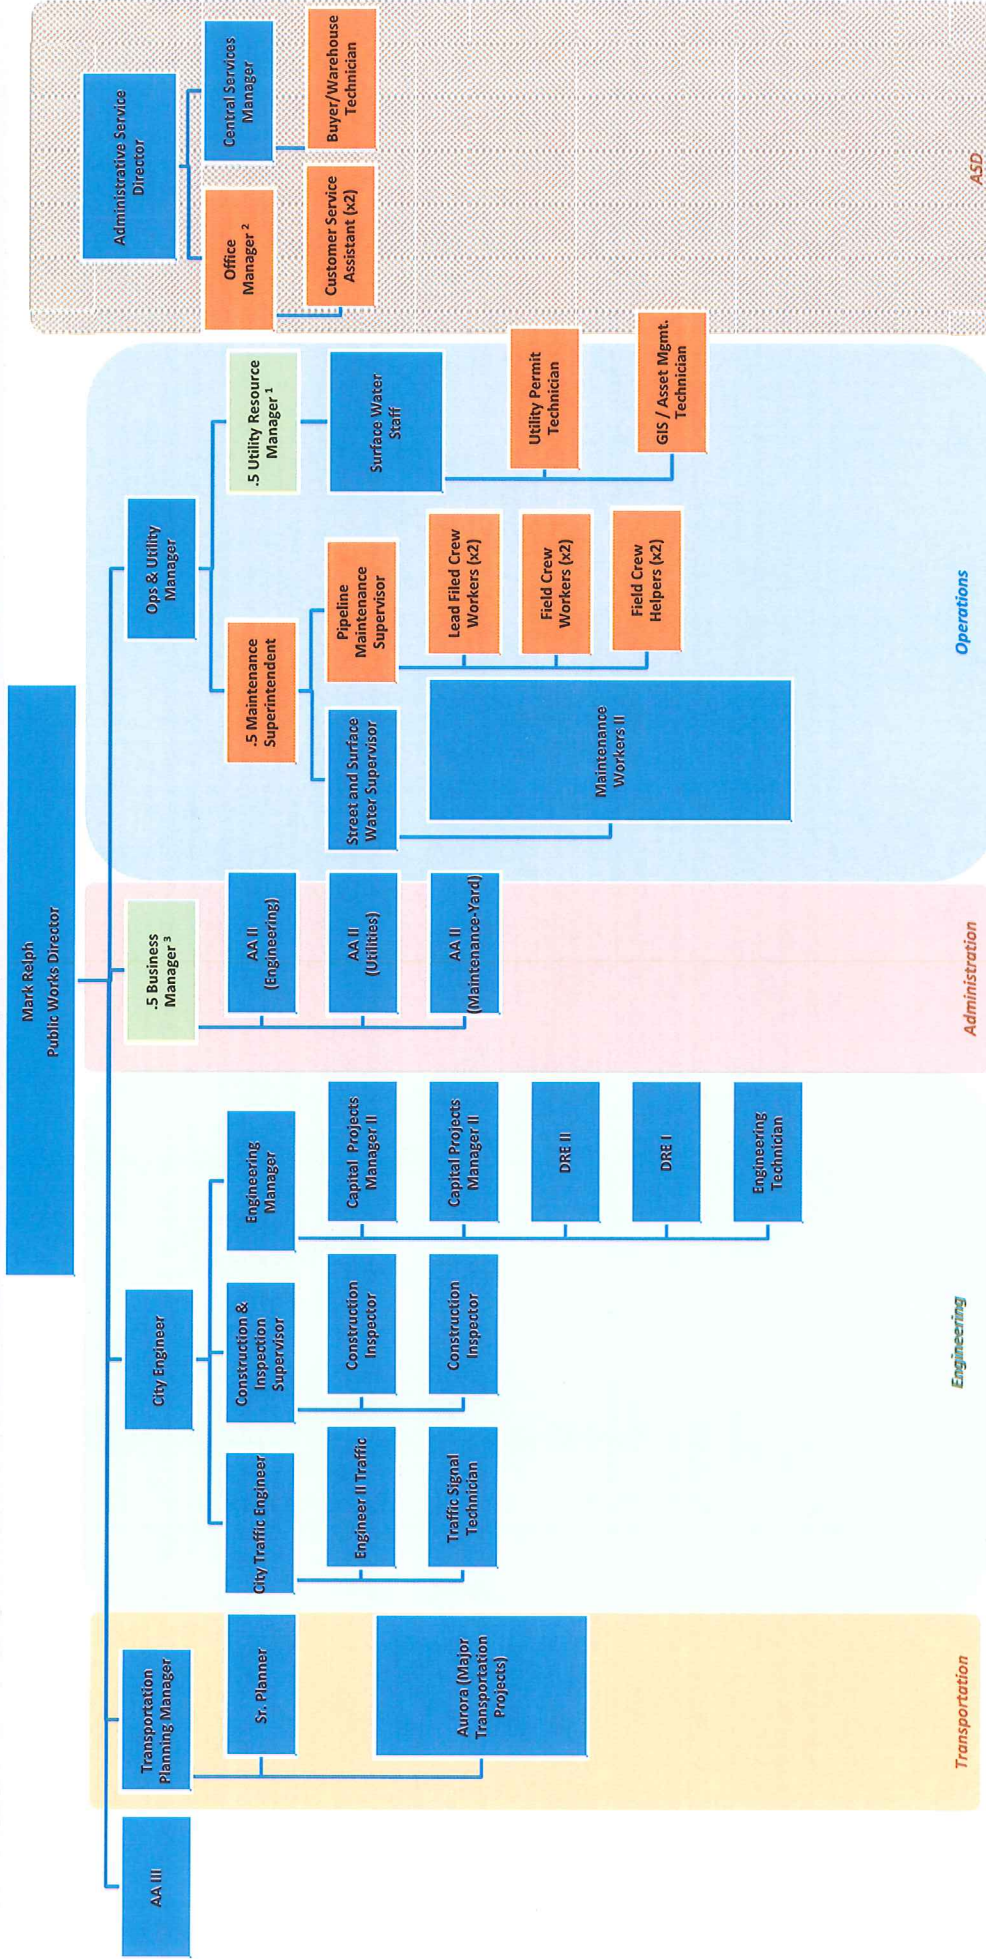 Mark Relph
Public Works Director
AA III
Transportation
Planning Manager
Sr. Planner
Aurora (Major
Transportation
Projects)
Transportation
City Engineer
City Traffic Engineer
Engineer II Traffic
Traffic Signal
Technician
Construction &
Inspection
Supervisor
Construction
Inspector
Construction
Inspector
Engineering
Manager
Capital Projects
Manager II
Capital Projects
Manager II
DRE II
DRE I
Engineering
Technician
Engineering
.5 Business
Manager ³
AA II
(Engineering)
AA II
(Utilities)
AA II
(Maintenance-Yard)
Administration
Ops & Utility
Manager
.5 Maintenance
Superintendent
Street and Surface
Water Supervisor
Maintenance
Workers II
Pipeline
Maintenance
Supervisor
Lead Filed Crew
Workers (x2)
Field Crew
Workers (x2)
Field Crew
Helpers (x2)
.5 Utility Resource
Manager ¹
Surface Water
Staff
Utility Permit
Technician
GIS / Asset Mgmt.
Technician
Operations
Administrative Service
Director
Office
Manager ²
Customer Service
Assistant (x2)
Central Services
Manager
Buyer/Warehouse
Technician
ASD